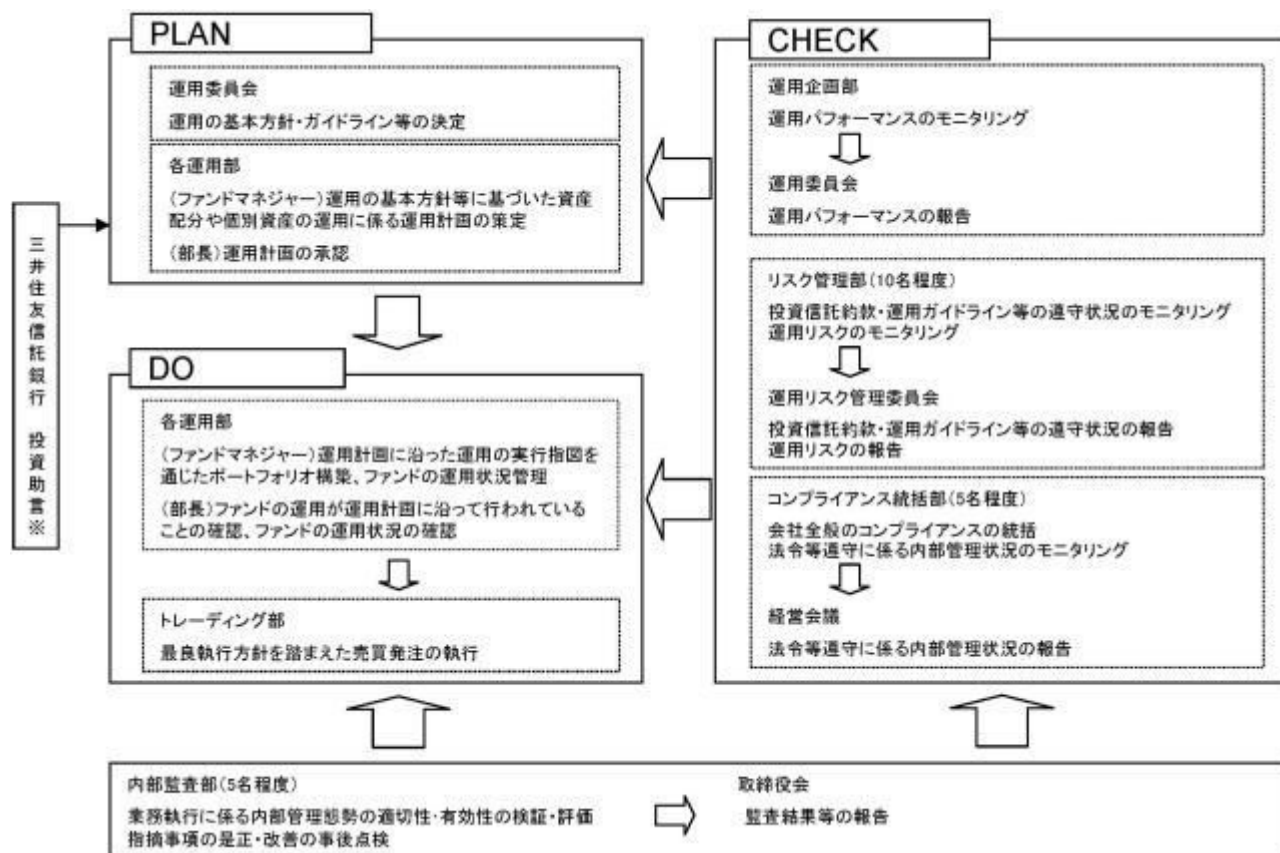 PLAN
運用委員会
運用の基本方針・ガイドライン等の決定
各運用部
(ファンドマネジャー)運用の基本方針等に基づいた資産
配分や個別資産の運用に係る運用計画の策定
(部長)運用計画の承認
三井住友信託銀行 投資助言※
DO
各運用部
(ファンドマネジャー)運用計画に沿った運用の実行指図を
通じたポートフォリオ構築、ファンドの運用状況管理
(部長)ファンドの運用が運用計画に沿って行われている
ことの確認、ファンドの運用状況の確認
トレーディング部
最良執行方針を踏まえた売買発注の執行
CHECK
運用企画部
運用パフォーマンスのモニタリング
運用委員会
運用パフォーマンスの報告
リスク管理部(10名程度)
投資信託約款・運用ガイドライン等の遵守状況のモニタリング
運用リスクのモニタリング
運用リスク管理委員会
投資信託約款・運用ガイドライン等の遵守状況の報告
運用リスクの報告
コンプライアンス統括部(5名程度)
会社全般のコンプライアンスの統括
法令等遵守に係る内部管理状況のモニタリング
経営会議
法令等遵守に係る内部管理状況の報告
内部監査部(5名程度)
業務執行に係る内部管理態勢の適切性・有効性の検証・評価
指摘事項の是正・改善の事後点検
取締役会
監査結果等の報告